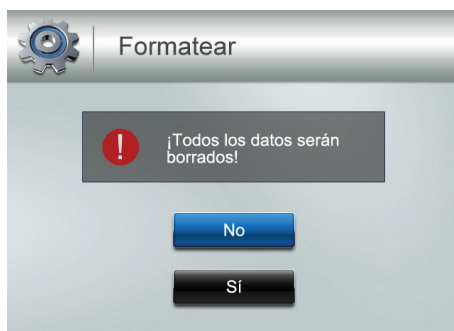 Formatear
¡Todos los datos serán
borrados!
No
Sí